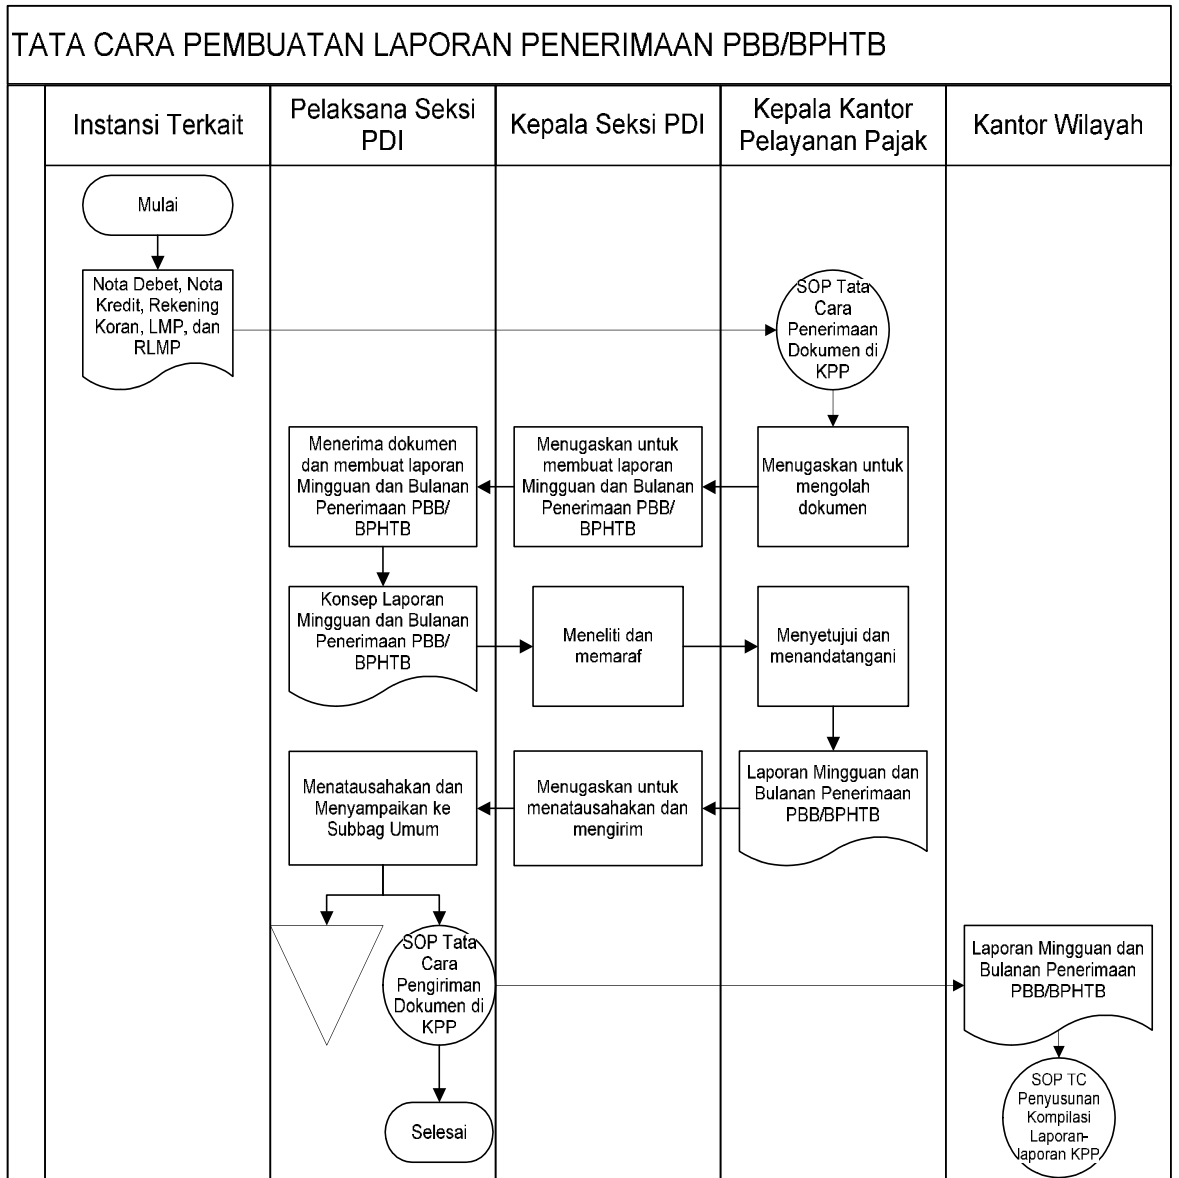 TATA CARA PEMBUATAN LAPORAN PENERIMAAN PBB/BPHTB
Instansi Terkait
Pelaksana Seksi
PDI
Kepala Seksi PDI
Kepala Kantor
Pelayanan Pajak
Kantor Wilayah
Mulai
Nota Debet, Nota
Kredit, Rekening
Koran, LMP, dan
RLMP
SOP Tata
Cara
Penerimaan
Dokumen di
KPP
Menerima dokumen
dan membuat laporan
Mingguan dan Bulanan
Penerimaan PBB/
BPHTB
Menugaskan untuk
membuat laporan
Mingguan dan Bulanan
Penerimaan PBB/
BPHTB
Menugaskan untuk
mengolah
dokumen
Konsep Laporan
Mingguan dan Bulanan
Penerimaan PBB/
BPHTB
Meneliti dan
memaraf
Menyetujui dan
menandatangani
Menatausahakan dan
Menyampaikan ke
Subbag Umum
Menugaskan untuk
menatausahakan dan
mengirim
Laporan Mingguan dan
Bulanan Penerimaan
PBB/BPHTB
SOP Tata
Cara
Pengiriman
Dokumen di
KPP
Laporan Mingguan dan
Bulanan Penerimaan
PBB/BPHTB
Selesai
SOP TC
Penyusunan
Kompilasi
Laporan-
laporan KPP